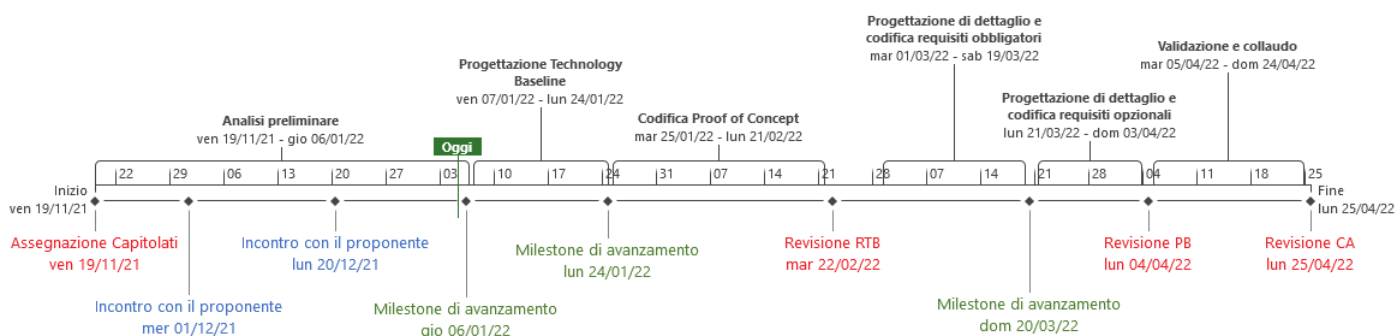 Progettazione di dettaglio e
codifica requisiti obbligatori
mar 01/03/22 - sab 19/03/22
Validazione e collaudo
mar 05/04/22 - dom 24/04/22
Progettazione Technology
Baseline
ven 07/01/22 - lun 24/01/22
Progettazione di dettaglio e
codifica requisiti opzionali
lun 21/03/22 - dom 03/04/22
Analisi preliminare
ven 19/11/21 - gio 06/01/22
Codifica Proof of Concept
mar 25/01/22 - lun 21/02/22
Oggi
22 29 06 13 20 27 03 10 17 24 31 07 14 21 28 07 14 21 28 04 11 18 25
Inizio
ven 19/11/21
Fine
lun 25/04/22
Assegnazione Capitolati
ven 19/11/21
Incontro con il proponente
lun 20/12/21
Milestone di avanzamento
lun 24/01/22
Revisione RTB
mar 22/02/22
Revisione PB
lun 04/04/22
Revisione CA
lun 25/04/22
Incontro con il proponente
mer 01/12/21
Milestone di avanzamento
gio 06/01/22
Milestone di avanzamento
dom 20/03/22